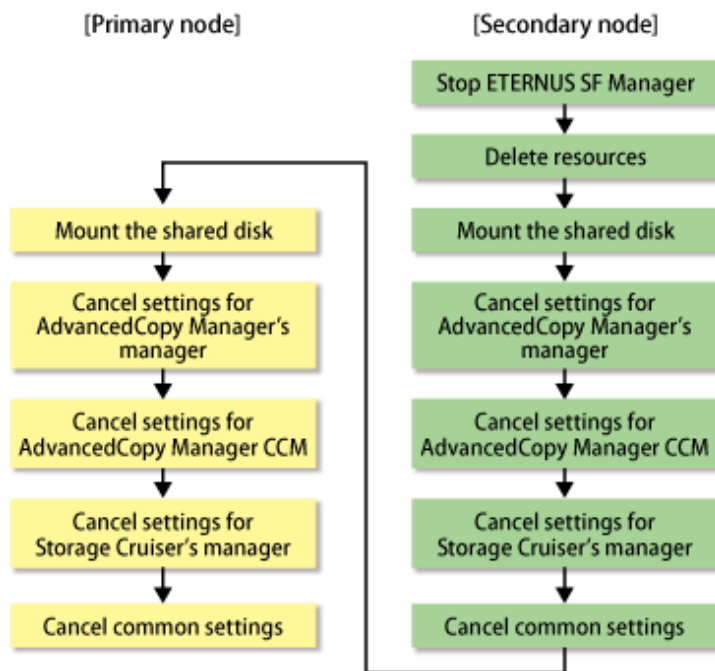 [Primary node]
[Secondary node]
Stop ETERNUS SF Manager
Delete resources
Mount the shared disk
Cancel settings for
AdvancedCopy Manager's
manager
Cancel settings for
AdvancedCopy Manager CCM
Cancel settings for
Storage Cruiser's manager
Cancel common settings
Mount the shared disk
Cancel settings for
AdvancedCopy Manager's
manager
Cancel settings for
AdvancedCopy Manager CCM
Cancel settings for
Storage Cruiser's manager
Cancel common settings